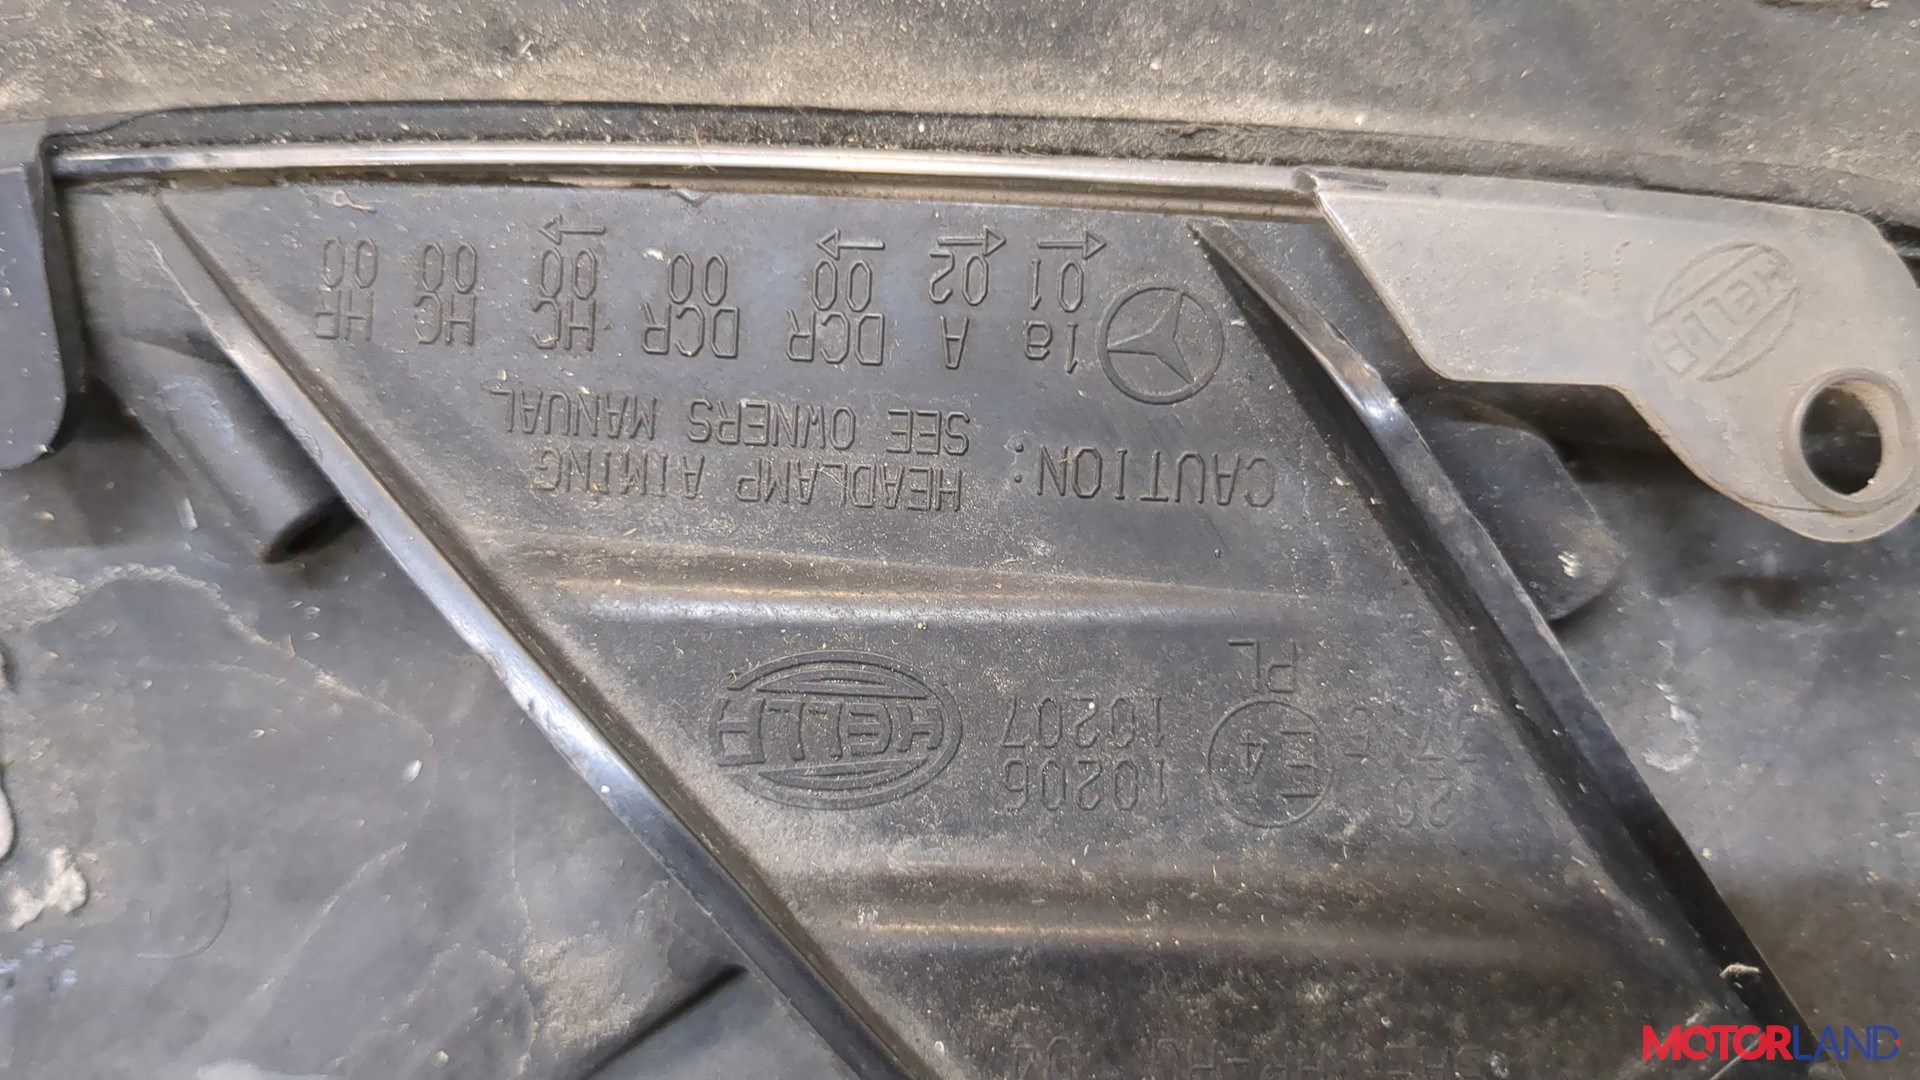 20
E4 10206
10207
HELLA
PL
CAUTION: HEADLAMP AIMING
SEE OWNERS MANUAL
1a A DCR DCR HC HC HR
01 02 00 00 00 00 00
← ← → →
HELLA
MOTORLAND